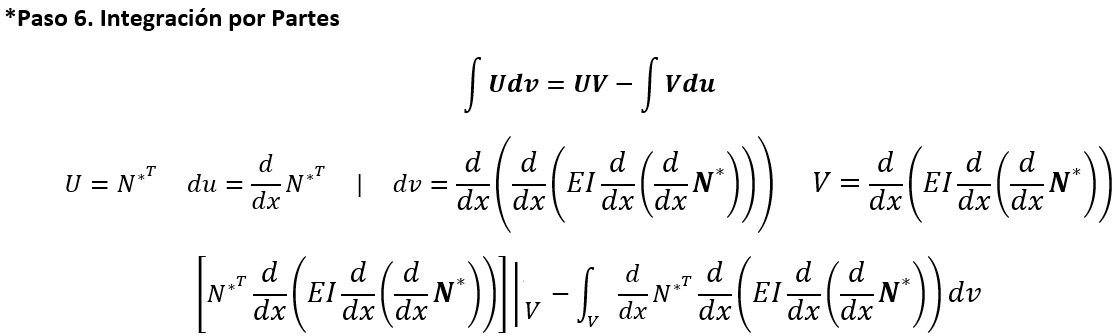 *Paso 6. Integración por Partes
∫ Udv = UV − ∫ Vdu
U = N*ᵀ du = d/dx N*ᵀ | dv = d/dx (d/dx (EI d/dx (d/dx N*))) V = d/dx (EI d/dx (d/dx N*))
[N*ᵀ d/dx (EI d/dx (d/dx N*))]|_V − ∫_V d/dx N*ᵀ d/dx (EI d/dx (d/dx N*)) dv